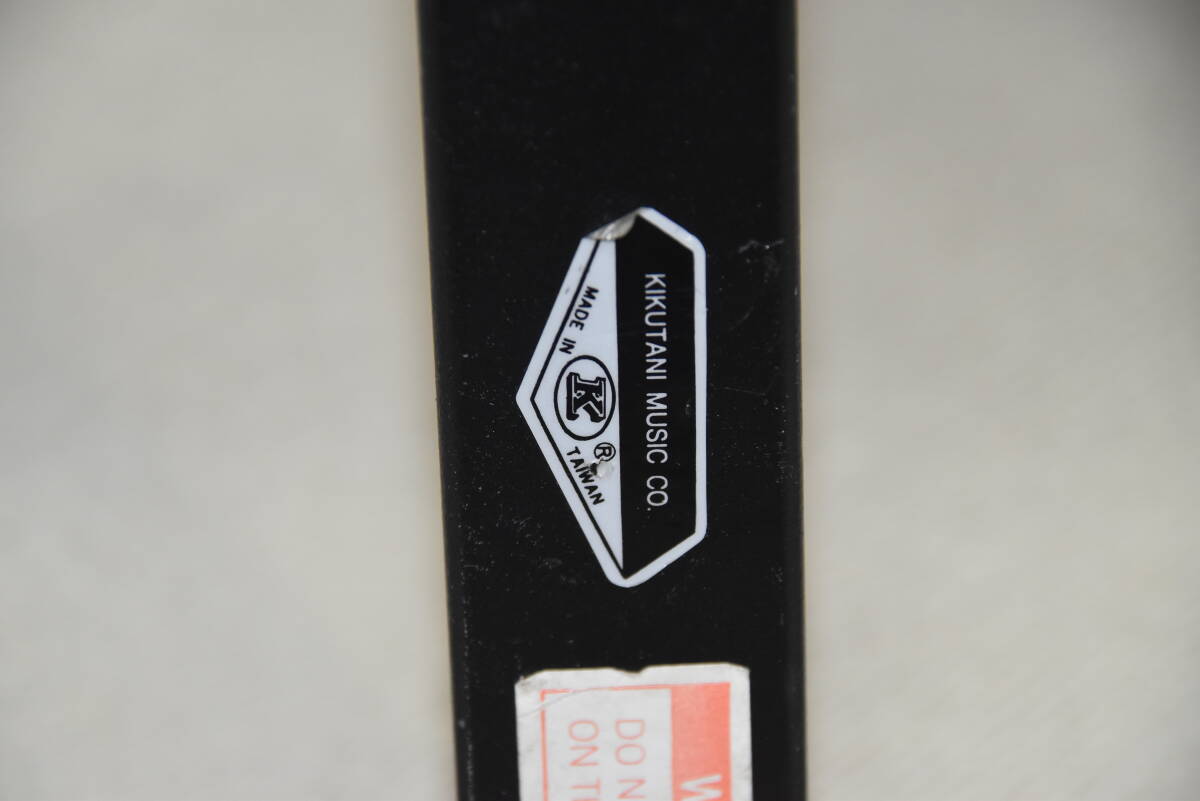 KIKUTANI MUSIC CO.
MADE IN K ® TAIWAN
DO
ON